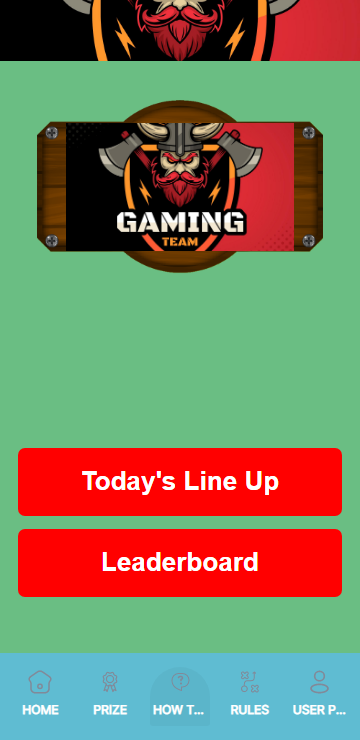 GAMING
TEAM
Today's Line Up
Leaderboard
HOME
PRIZE
HOW T...
RULES
USER P...